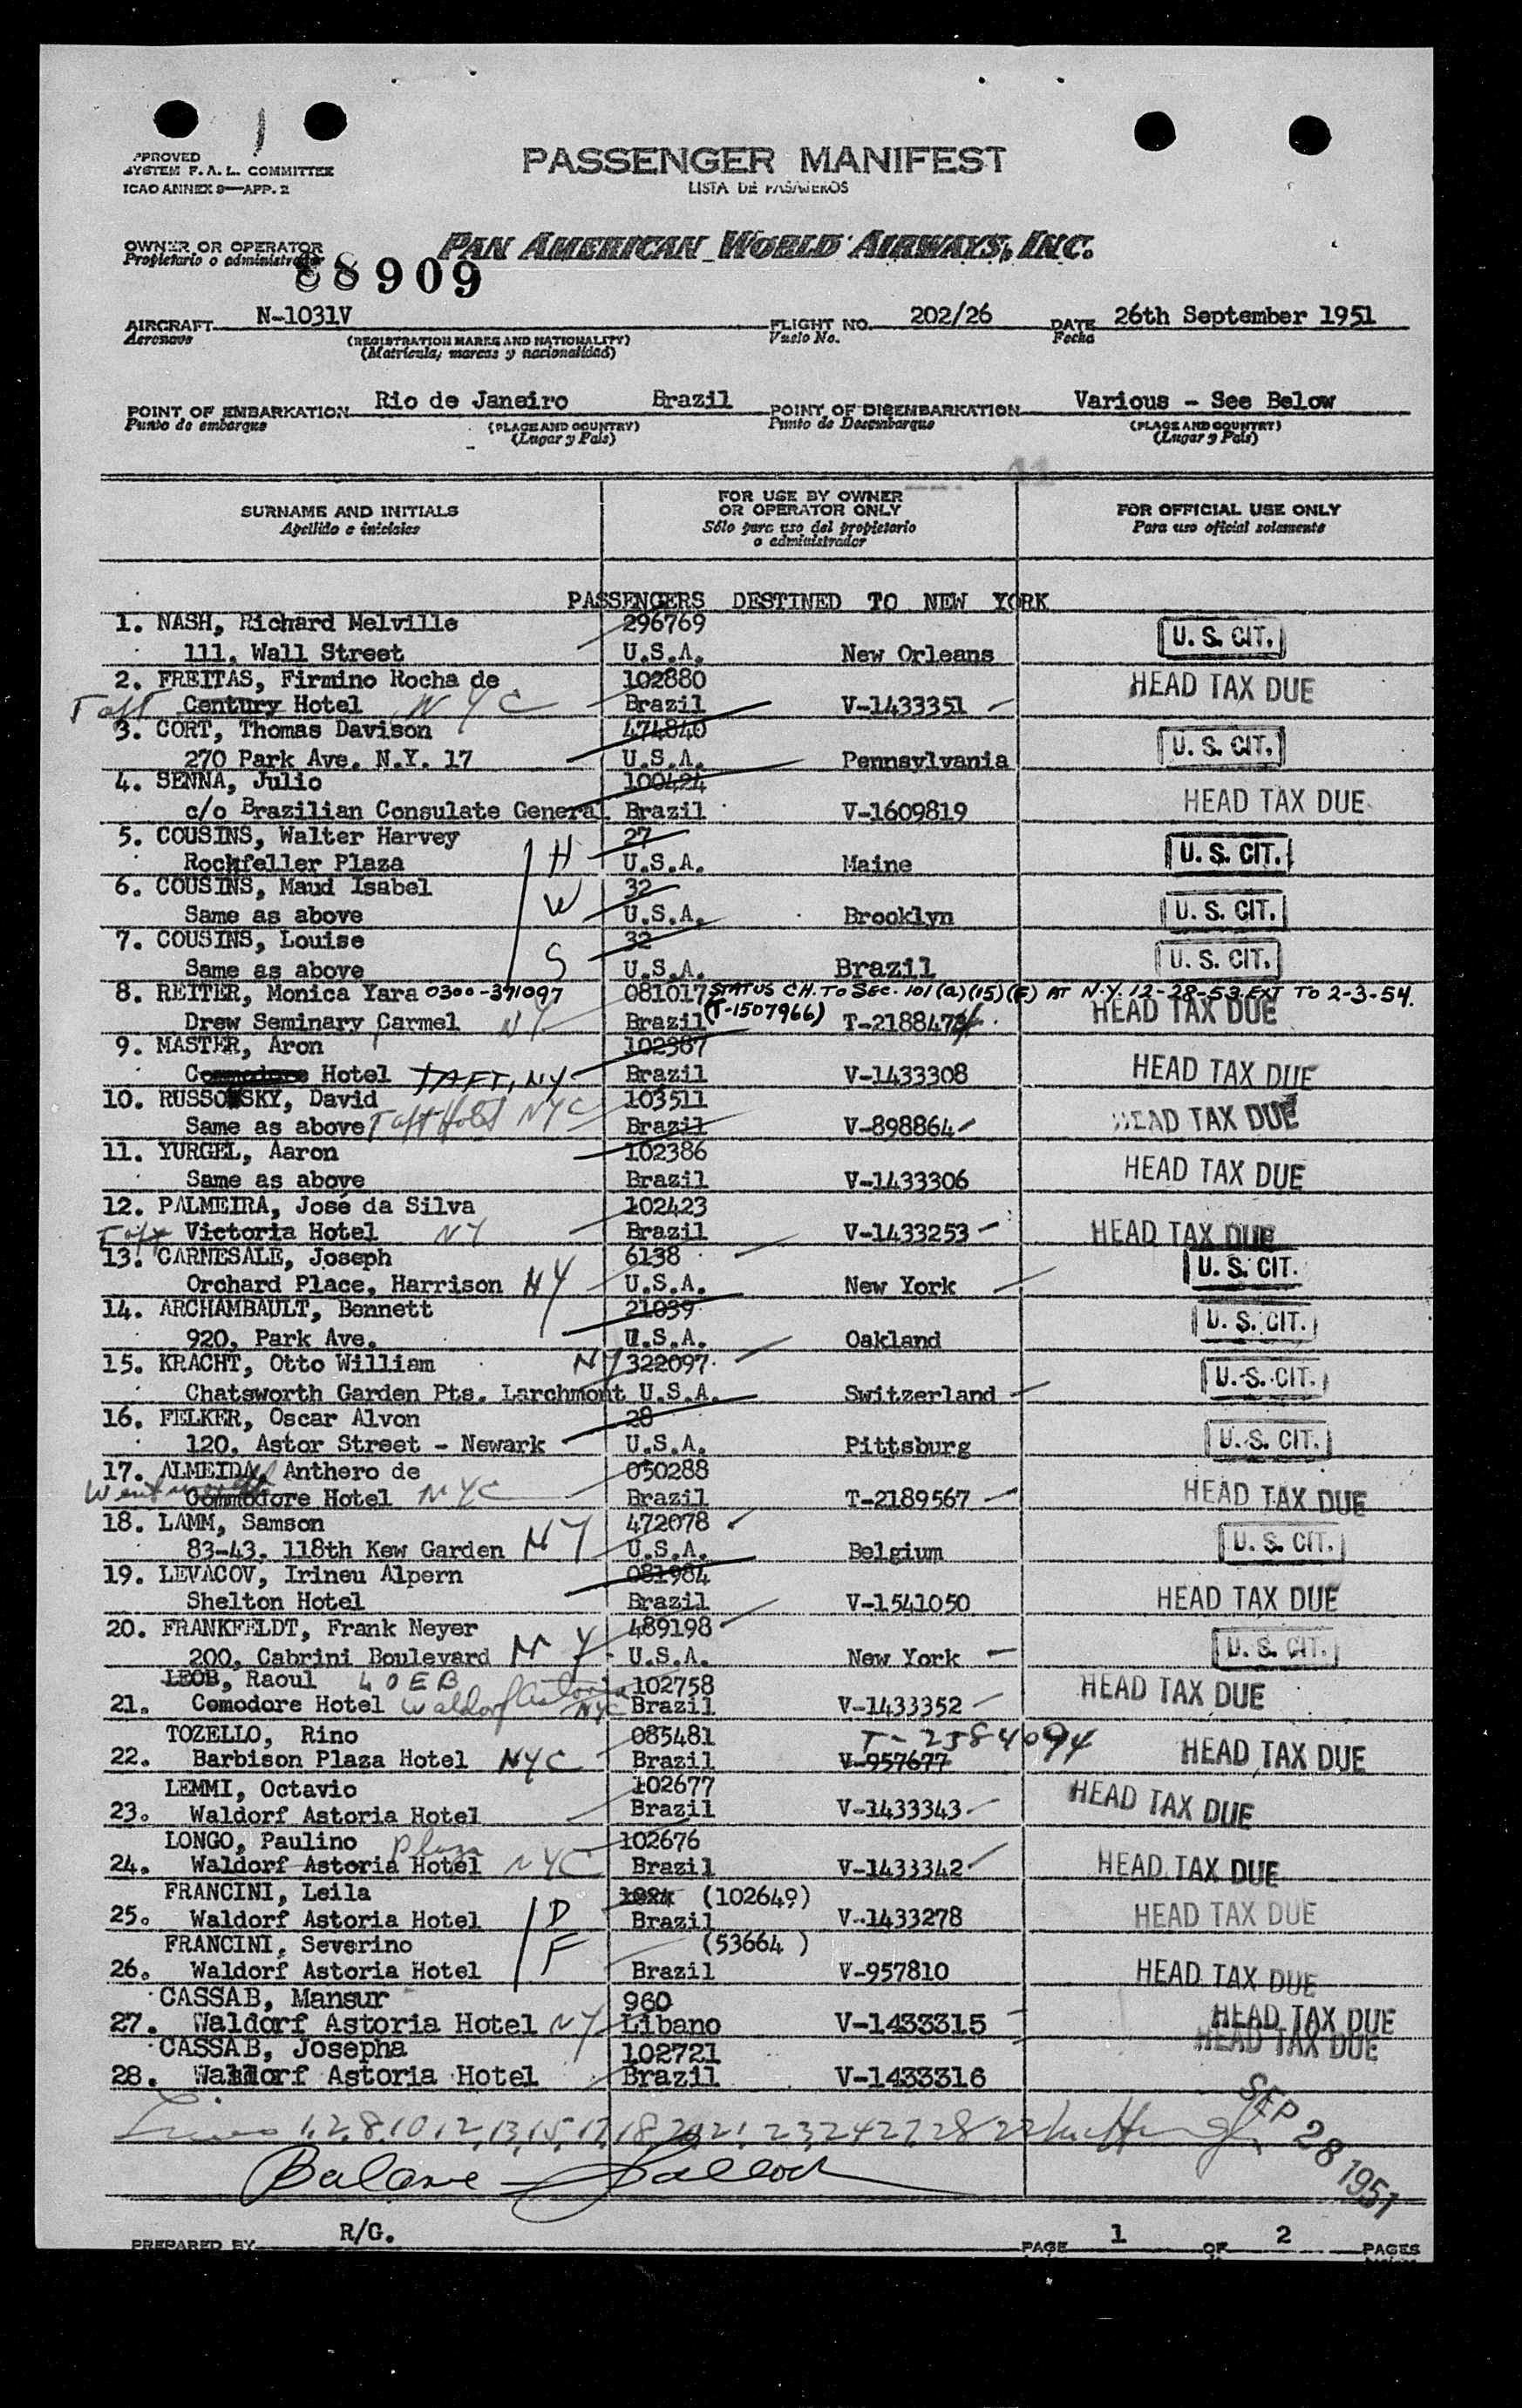 PASSENGER MANIFEST
LISTA DE PASAJEROS
SYSTEM F. A. L. COMMITTEE
ICAO ANNEX 9—APP. 2
OWNER OR OPERATOR PAN AMERICAN WORLD AIRWAYS, INC.
Propietario o administrador
88909
AIRCRAFT N-1031V FLIGHT NO. 202/26 DATE 26th September 1951
Aeronave (REGISTRATION MARKS AND NATIONALITY) Vuelo No. Fecha
(Matrícula; marcas y nacionalidad)
POINT OF EMBARKATION Rio de Janeiro Brazil POINT OF DISEMBARKATION Various - See Below
Punto de embarque (PLACE AND COUNTRY) Punto de Desembarque (PLACE AND COUNTRY)
(Lugar y País) (Lugar y País)
SURNAME AND INITIALS FOR USE BY OWNER OR OPERATOR ONLY FOR OFFICIAL USE ONLY
Apellido e iniciales Sólo para uso del propietario o administrador Para uso oficial solamente
PASSENGERS DESTINED TO NEW YORK
1. NASH, Richard Melville 296769 U. S. CIT.
111, Wall Street U.S.A. New Orleans
2. FREITAS, Firmino Rocha de 102880 HEAD TAX DUE
Taft Century Hotel NYC Brazil V-1433351
3. CORT, Thomas Davison 474840 U. S. CIT.
270 Park Ave. N.Y. 17 U.S.A. Pennsylvania
4. SENNA, Julio 100424 HEAD TAX DUE
c/o Brazilian Consulate General Brazil V-1609819
5. COUSINS, Walter Harvey H 27 U. S. CIT.
Rockfeller Plaza U.S.A. Maine
6. COUSINS, Maud Isabel W 32 U. S. CIT.
Same as above U.S.A. Brooklyn
7. COUSINS, Louise S 32 U. S. CIT.
Same as above U.S.A. Brazil
8. REITER, Monica Yara 0300-391097 081017 STATUS CH. TO SEC. 101(a)(15)(F) AT N.Y. 12-28-53. EXT TO 2-3-54.
Drew Seminary Carmel NY Brazil (T-1507966) T-2188478 HEAD TAX DUE
9. MASTER, Aron 102387 HEAD TAX DUE
Commodore Hotel TAFT, NY Brazil V-1433308
10. RUSSOWSKY, David 103511 HEAD TAX DUE
Same as above Taft Hotel NYC Brazil V-898864
11. YURGEL, Aaron 102386 HEAD TAX DUE
Same as above Brazil V-1433306
12. PALMEIRA, José da Silva 102423
Taft Victoria Hotel NY Brazil V-1433253 HEAD TAX DUE
13. CARNESALE, Joseph 6138 U. S. CIT.
Orchard Place, Harrison NY U.S.A. New York
14. ARCHAMBAULT, Bennett 21039 U. S. CIT.
920, Park Ave. U.S.A. Oakland
15. KRACHT, Otto William NY 322097 U. S. CIT.
Chatsworth Garden Pts. Larchmont U.S.A. Switzerland
16. FELKER, Oscar Alvon 28 U. S. CIT.
120, Astor Street - Newark U.S.A. Pittsburg
17. ALMEIDA, Anthero de 050288 HEAD TAX DUE
Commodore Hotel NYC Brazil T-2189567
18. LAMM, Samson 472078 U. S. CIT.
83-43, 118th Kew Garden NY U.S.A. Belgium
19. LEVACOV, Irineu Alpern 081984 HEAD TAX DUE
Shelton Hotel Brazil V-1541050
20. FRANKFELDT, Frank Neyer 489198 U. S. CIT.
200, Cabrini Boulevard NY U.S.A. New York
LEOB, Raoul LOEB 102758 HEAD TAX DUE
21. Comodore Hotel Waldorf Astoria NYC Brazil V-1433352
TOZELLO, Rino 085481 T-2384094 HEAD TAX DUE
22. Barbison Plaza Hotel NYC Brazil V-957677
LEMMI, Octavio 102677 HEAD TAX DUE
23. Waldorf Astoria Hotel Brazil V-1433343
LONGO, Paulino Plaza 102676
24. Waldorf Astoria Hotel NYC Brazil V-1433342 HEAD TAX DUE
FRANCINI, Leila D (102649)
25. Waldorf Astoria Hotel Brazil V-1433278 HEAD TAX DUE
FRANCINI, Severino F (53664 )
26. Waldorf Astoria Hotel Brazil V-957810 HEAD TAX DUE
CASSAB, Mansur 960
27. Waldorf Astoria Hotel NY Libano V-1433315 HEAD TAX DUE
CASSAB, Josepha 102721 HEAD TAX DUE
28. Waldorf Astoria Hotel Brazil V-1433316
Lines 1, 2, 8, 10 12, 13, 15, 17, 18, 20, 21, 23, 24 27, 28 22
SEP 28 1951
Balance
PREPARED BY R/G. PAGE 1 OF 2 PAGES